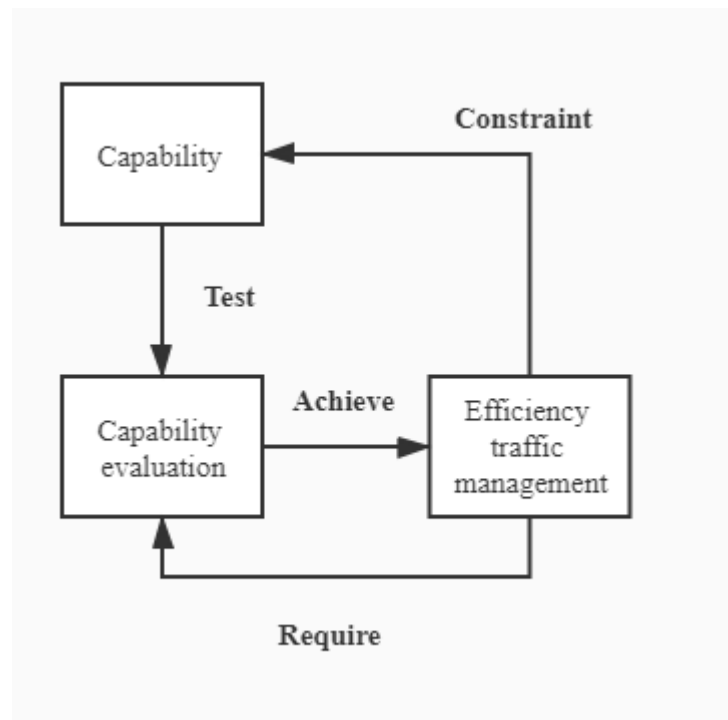 Constraint
Capability
Test
Achieve
Capability
evaluation
Efficiency
traffic
management
Require